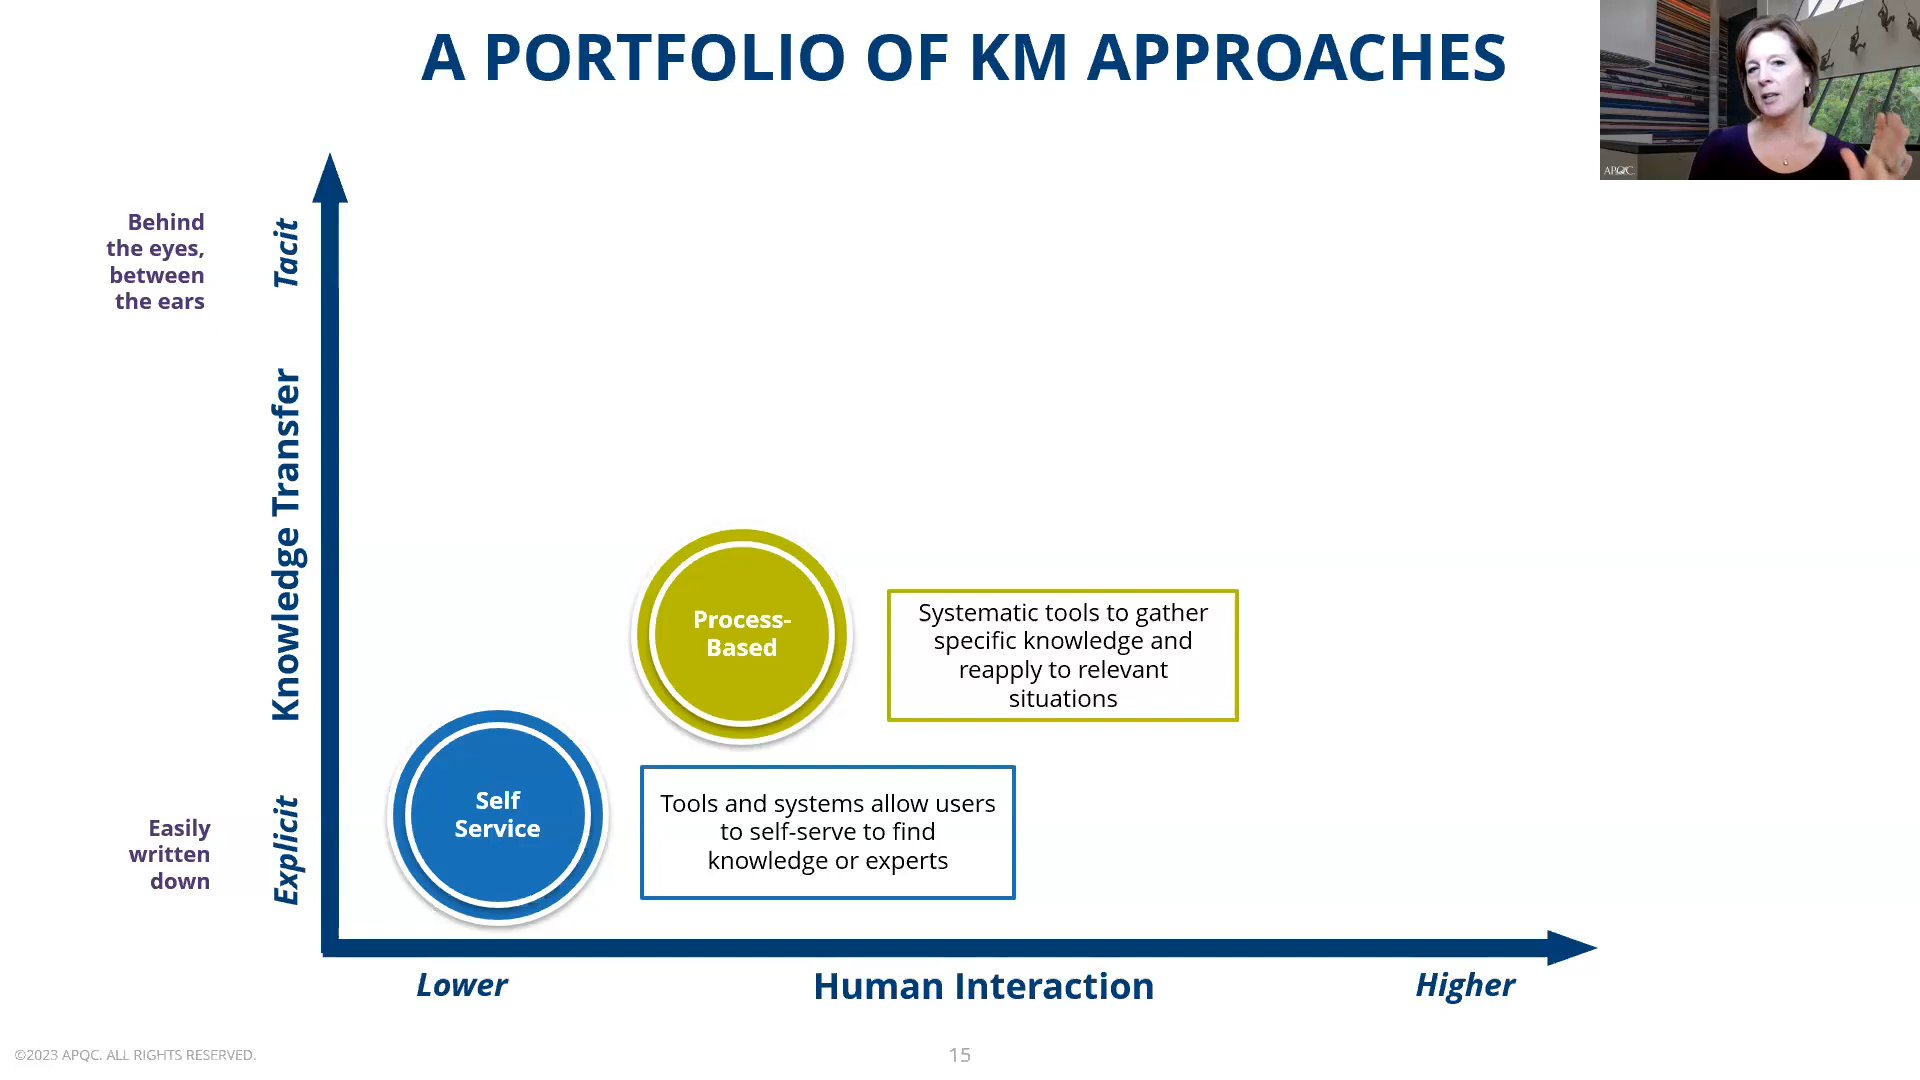 A PORTFOLIO OF KM APPROACHES
APQC
Behind
the eyes,
between
the ears
Tacit
Knowledge Transfer
Process-
Based
Systematic tools to gather
specific knowledge and
reapply to relevant
situations
Self
Service
Tools and systems allow users
to self-serve to find
knowledge or experts
Easily
written
down
Explicit
Lower
Human Interaction
Higher
©2023 APQC. ALL RIGHTS RESERVED.
15